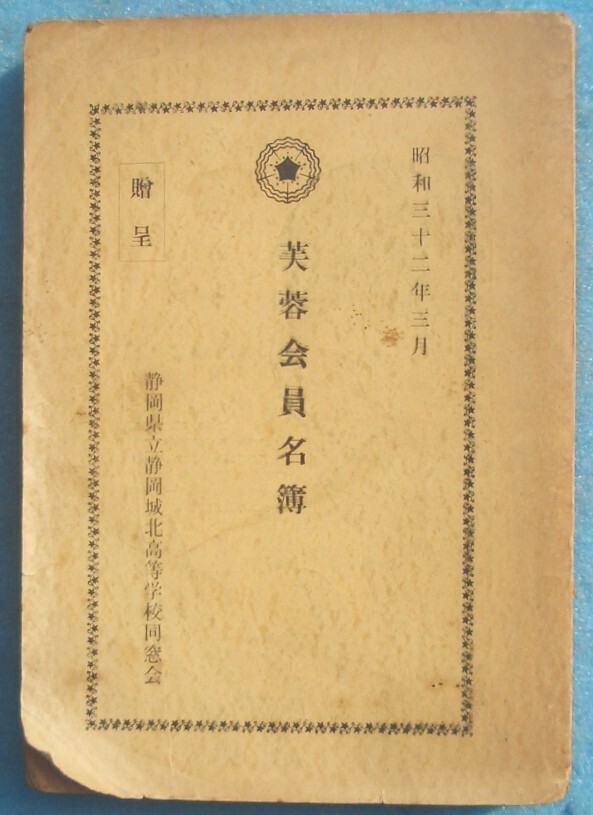 昭和三十二年三月
芙蓉会員名簿
贈呈
静岡県立静岡城北高等学校同窓会